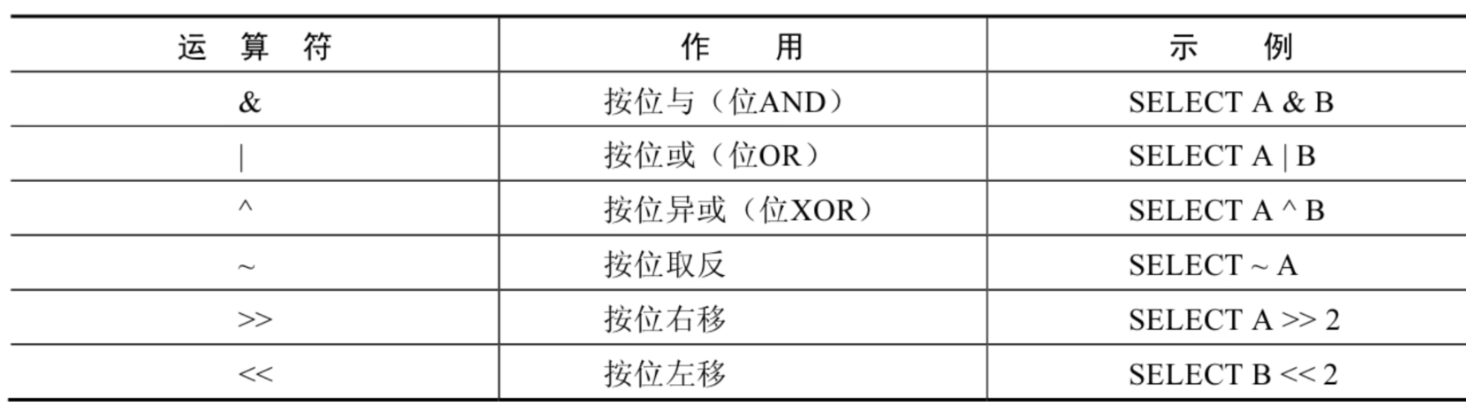 运 算 符 作 用 示 例
& 按位与（位AND） SELECT A & B
| 按位或（位OR） SELECT A | B
^ 按位异或（位XOR） SELECT A ^ B
~ 按位取反 SELECT ~ A
>> 按位右移 SELECT A >> 2
<< 按位左移 SELECT B << 2